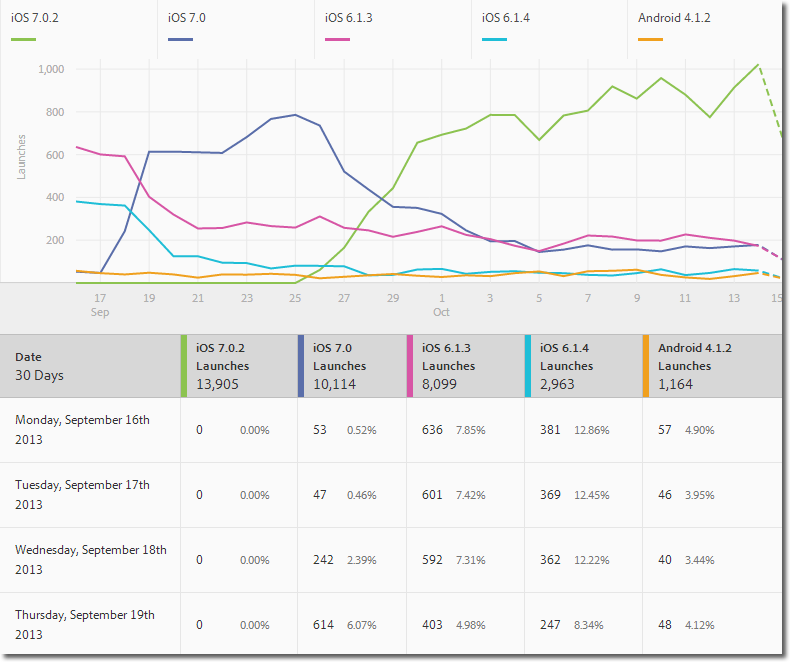 iOS 7.0.2 iOS 7.0 iOS 6.1.3 iOS 6.1.4 Android 4.1.2
1,000
800
600
400
200
Launches
17 19 21 23 25 27 29 1 3 5 7 9 11 13 15
Sep Oct
Date
30 Days
iOS 7.0.2
Launches
13,905
iOS 7.0
Launches
10,114
iOS 6.1.3
Launches
8,099
iOS 6.1.4
Launches
2,963
Android 4.1.2
Launches
1,164
Monday, September 16th
2013
0 0.00% 53 0.52% 636 7.85% 381 12.86% 57 4.90%
Tuesday, September 17th
2013
0 0.00% 47 0.46% 601 7.42% 369 12.45% 46 3.95%
Wednesday, September 18th
2013
0 0.00% 242 2.39% 592 7.31% 362 12.22% 40 3.44%
Thursday, September 19th
2013
0 0.00% 614 6.07% 403 4.98% 247 8.34% 48 4.12%